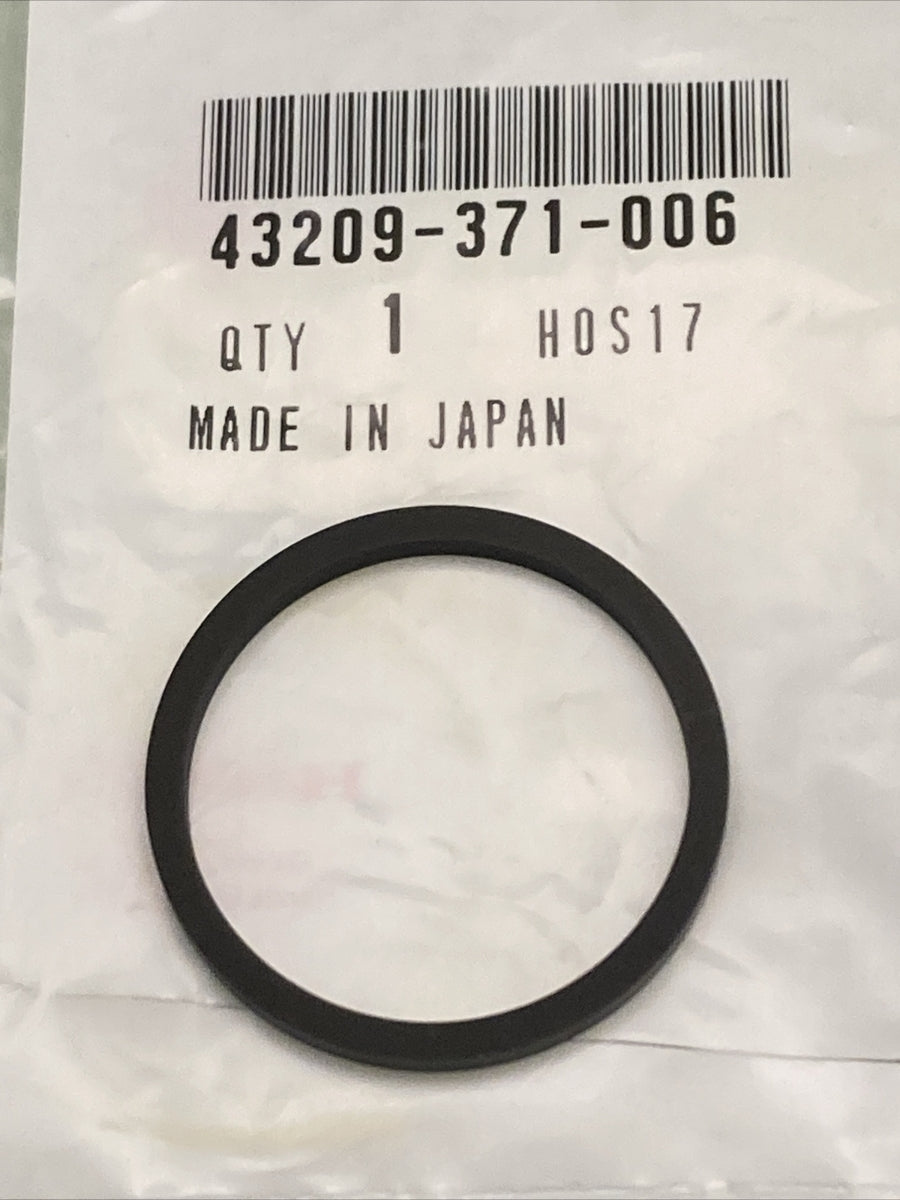 43209-371-006
QTY 1 HOS17
MADE IN JAPAN